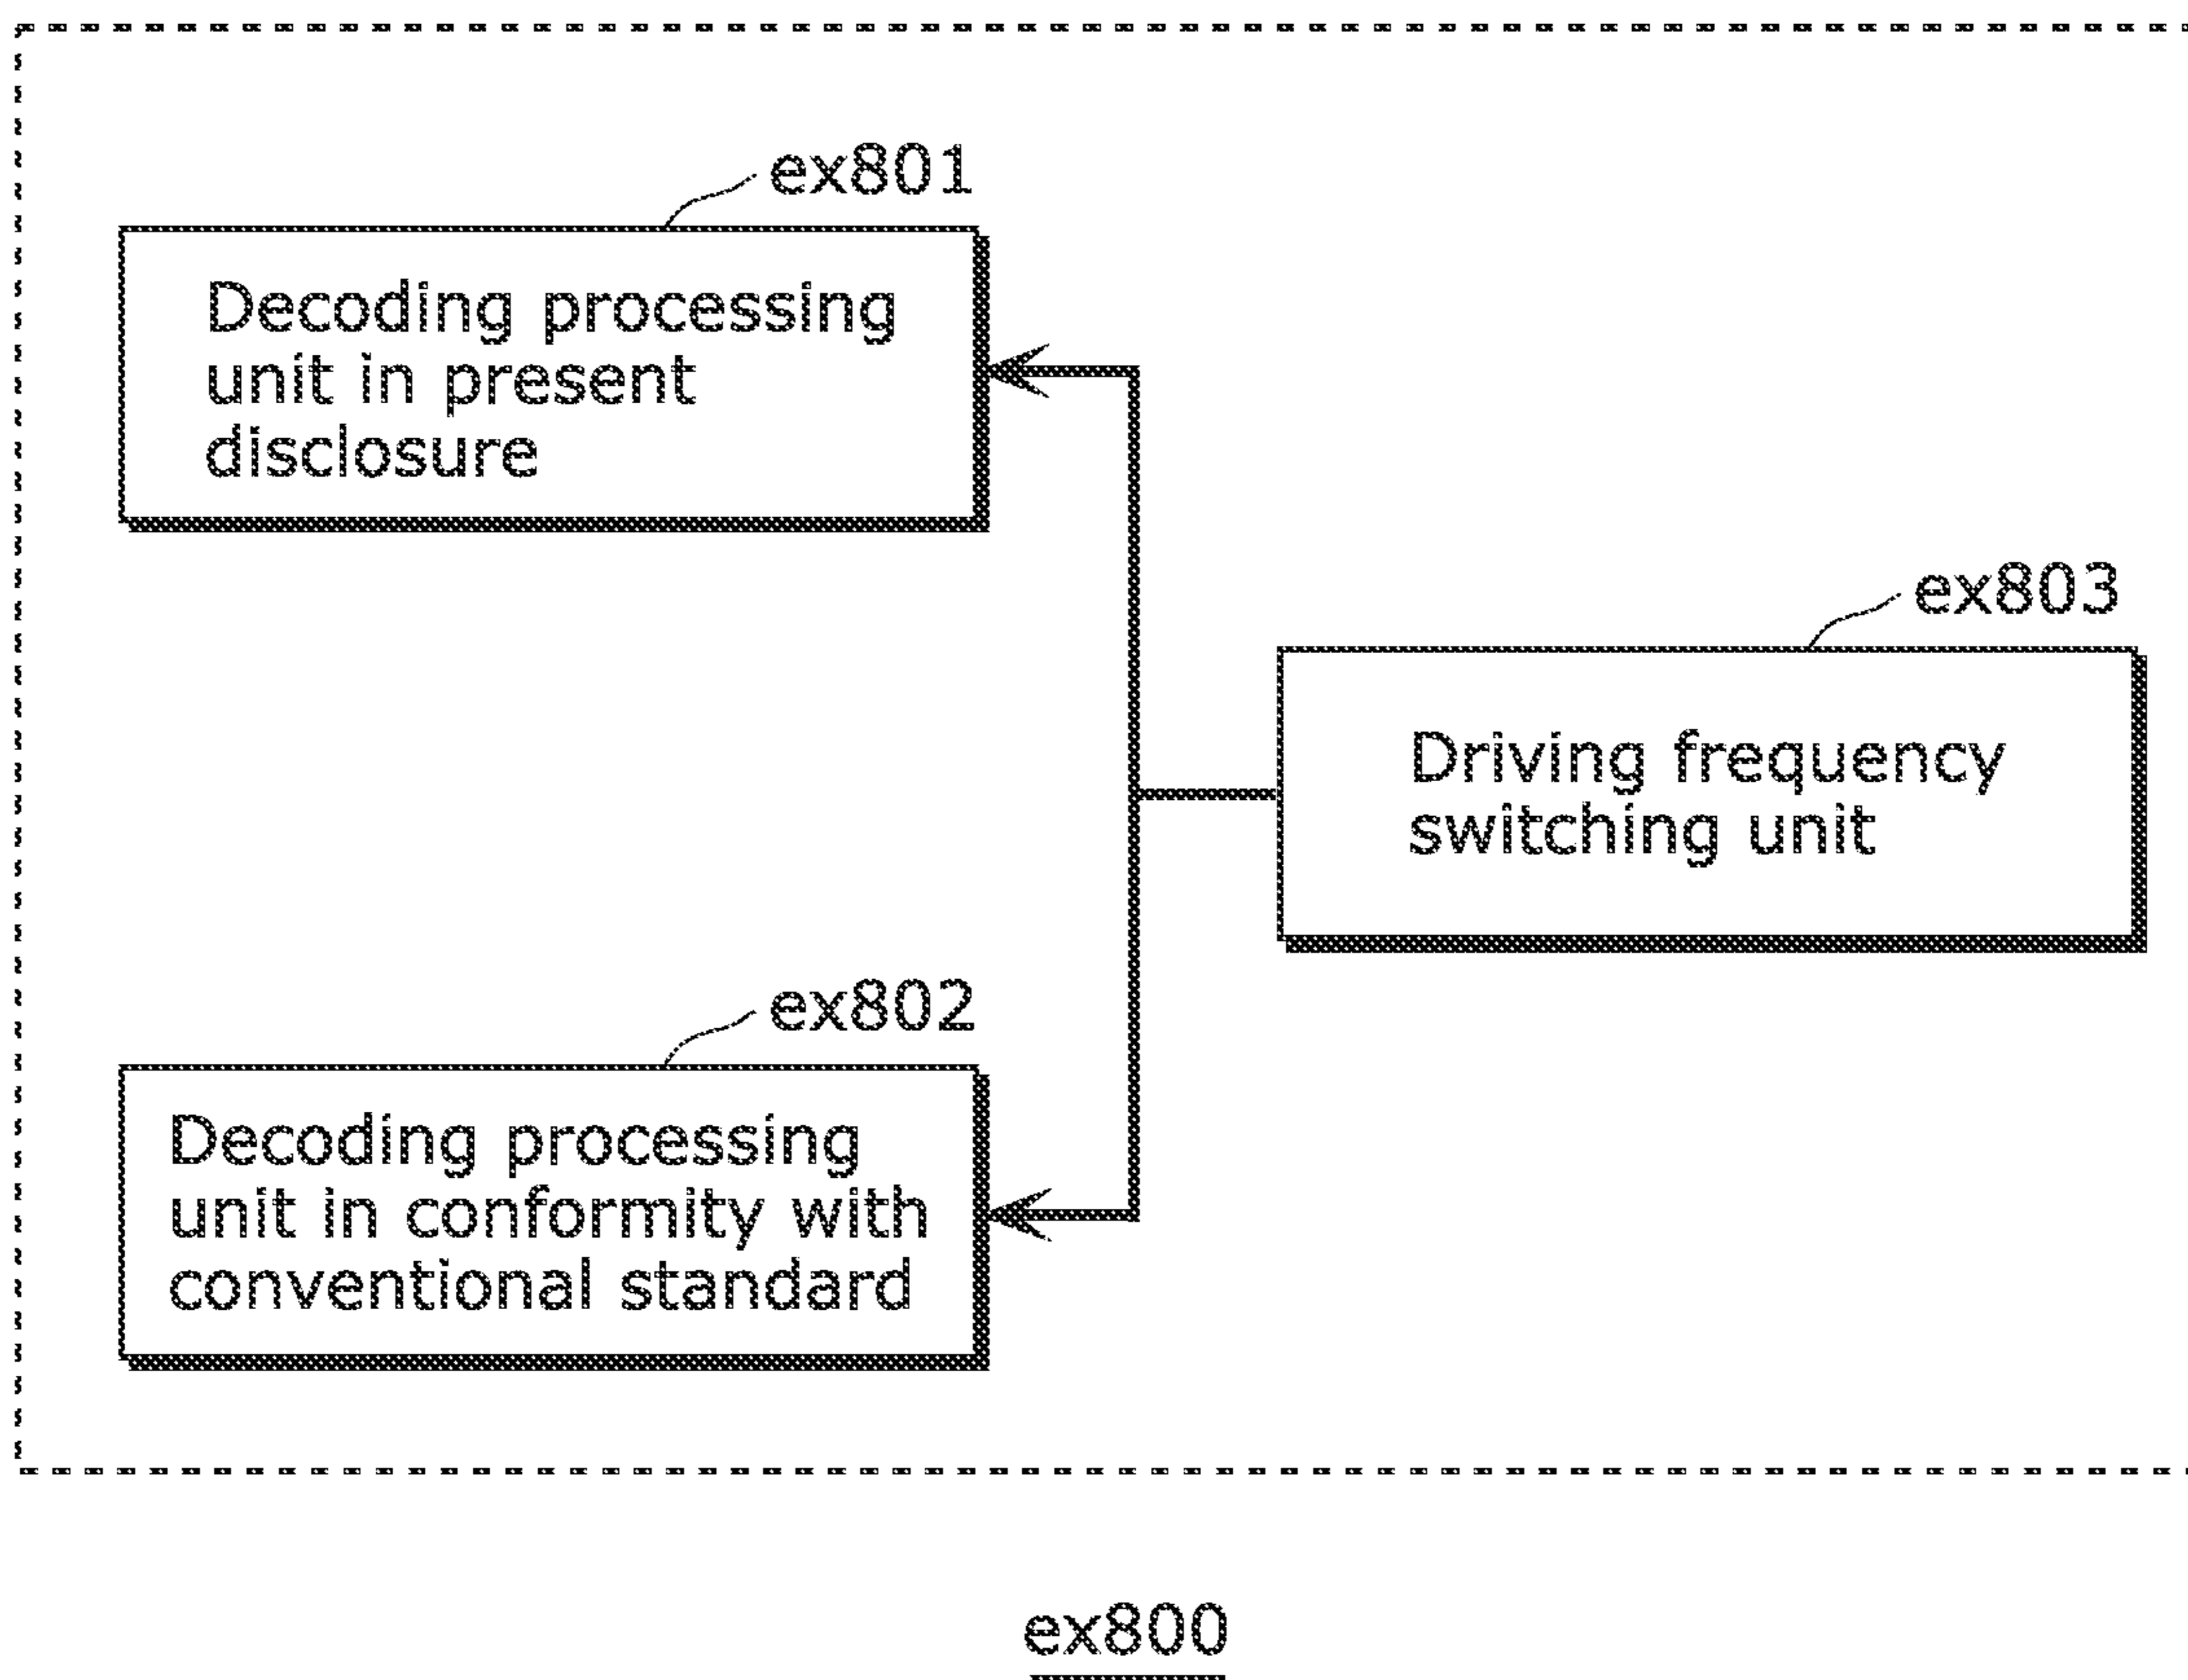 ex801
Decoding processing
unit in present
disclosure
ex803
Driving frequency
switching unit
ex802
Decoding processing
unit in conformity with
conventional standard
ex800